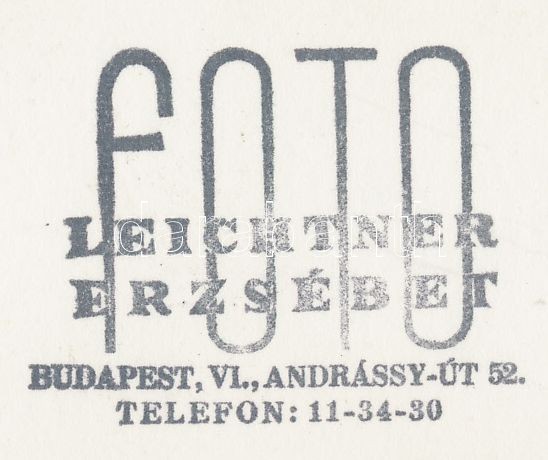 FOTO
LEICHTNER
ERZSÉBET
BUDAPEST, VI., ANDRÁSSY-ÚT 52.
TELEFON: 11-34-30